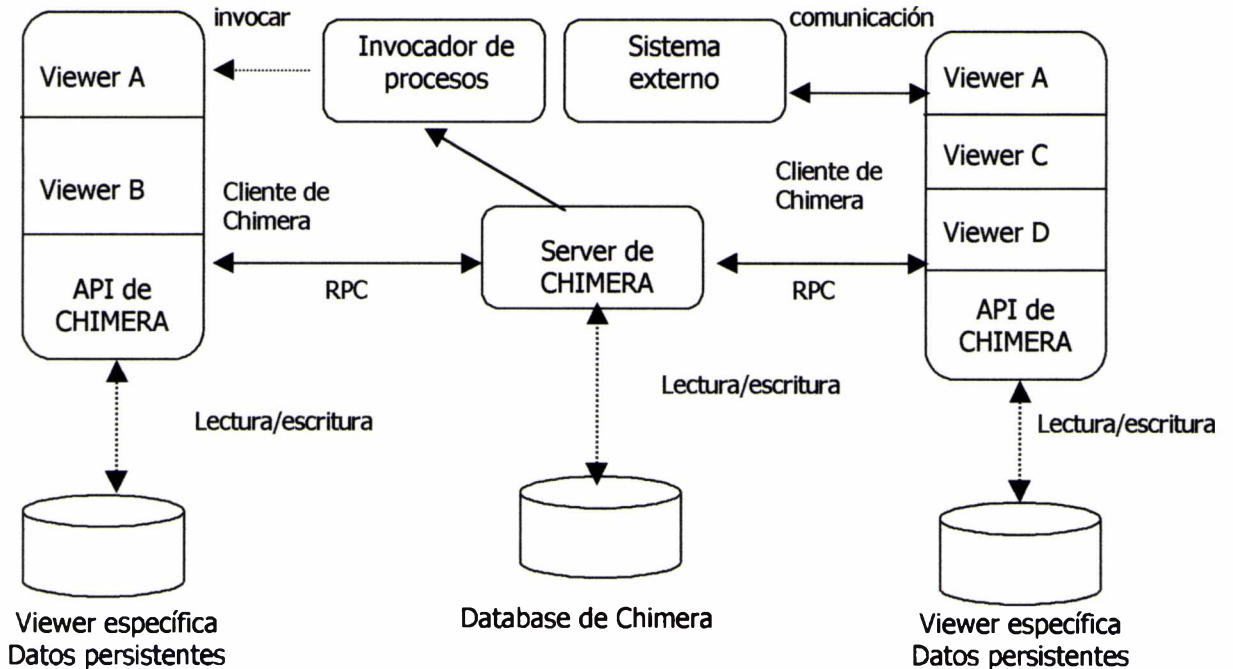 invocar
comunicación
Viewer A
Viewer B
API de
CHIMERA
Invocador de
procesos
Sistema
externo
Viewer A
Viewer C
Viewer D
API de
CHIMERA
Cliente de
Chimera
RPC
Server de
CHIMERA
Cliente de
Chimera
RPC
Lectura/escritura
Lectura/escritura
Lectura/escritura
Viewer específica
Datos persistentes
Database de Chimera
Viewer específica
Datos persistentes